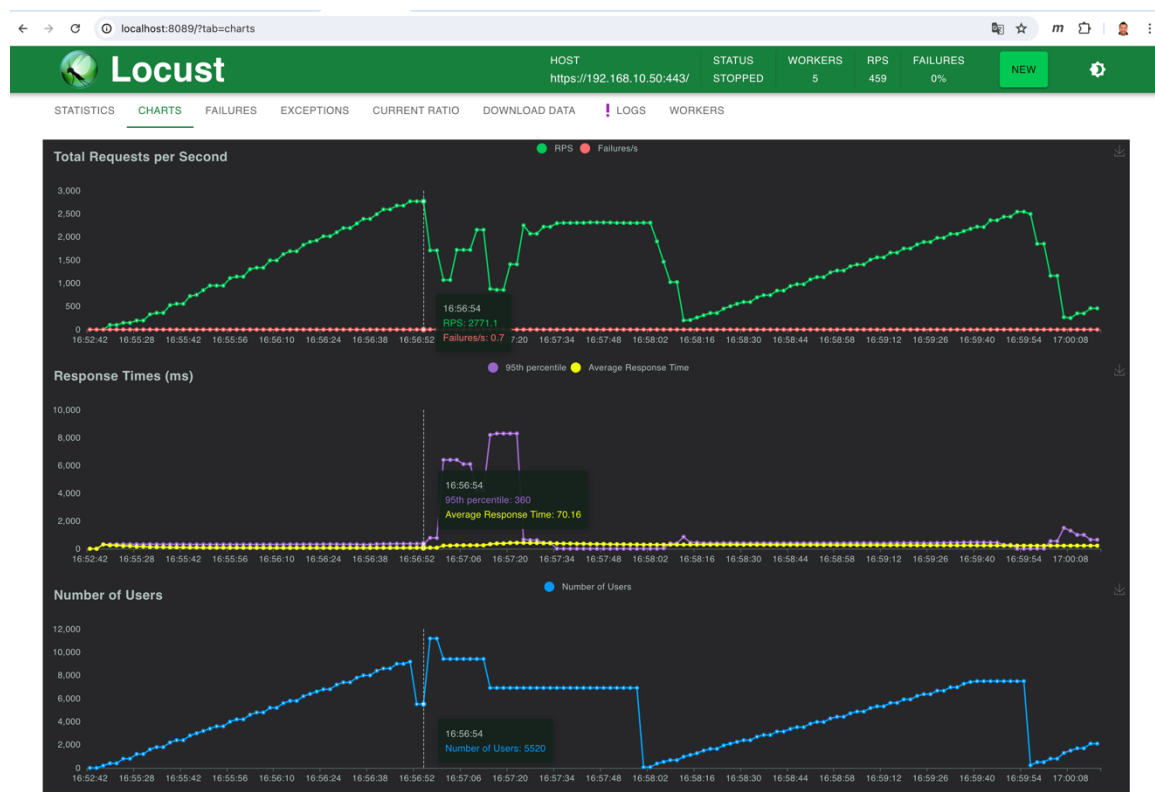 localhost:8089/?tab=charts
m
Locust
HOST
https://192.168.10.50:443/
STATUS
STOPPED
WORKERS
5
RPS
459
FAILURES
0%
NEW
STATISTICS CHARTS FAILURES EXCEPTIONS CURRENT RATIO DOWNLOAD DATA ! LOGS WORKERS
Total Requests per Second
RPS Failures/s
3,000
2,500
2,000
1,500
1,000
500
0
16:56:54
RPS: 2771.1
Failures/s: 0.7
16:52:42 16:55:28 16:55:42 16:55:56 16:56:10 16:56:24 16:56:38 16:56:52 7:20 16:57:34 16:57:48 16:58:02 16:58:16 16:58:30 16:58:44 16:58:58 16:59:12 16:59:26 16:59:40 16:59:54 17:00:08
Response Times (ms)
95th percentile Average Response Time
10,000
8,000
6,000
4,000
2,000
0
16:56:54
95th percentile: 360
Average Response Time: 70.16
16:52:42 16:55:28 16:55:42 16:55:56 16:56:10 16:56:24 16:56:38 16:56:52 16:57:06 16:57:20 16:57:34 16:57:48 16:58:02 16:58:16 16:58:30 16:58:44 16:58:58 16:59:12 16:59:26 16:59:40 16:59:54 17:00:08
Number of Users
Number of Users
12,000
10,000
8,000
6,000
4,000
2,000
0
16:56:54
Number of Users: 5520
16:52:42 16:55:28 16:55:42 16:55:56 16:56:10 16:56:24 16:56:38 16:56:52 16:57:06 16:57:20 16:57:34 16:57:48 16:58:02 16:58:16 16:58:30 16:58:44 16:58:58 16:59:12 16:59:26 16:59:40 16:59:54 17:00:08